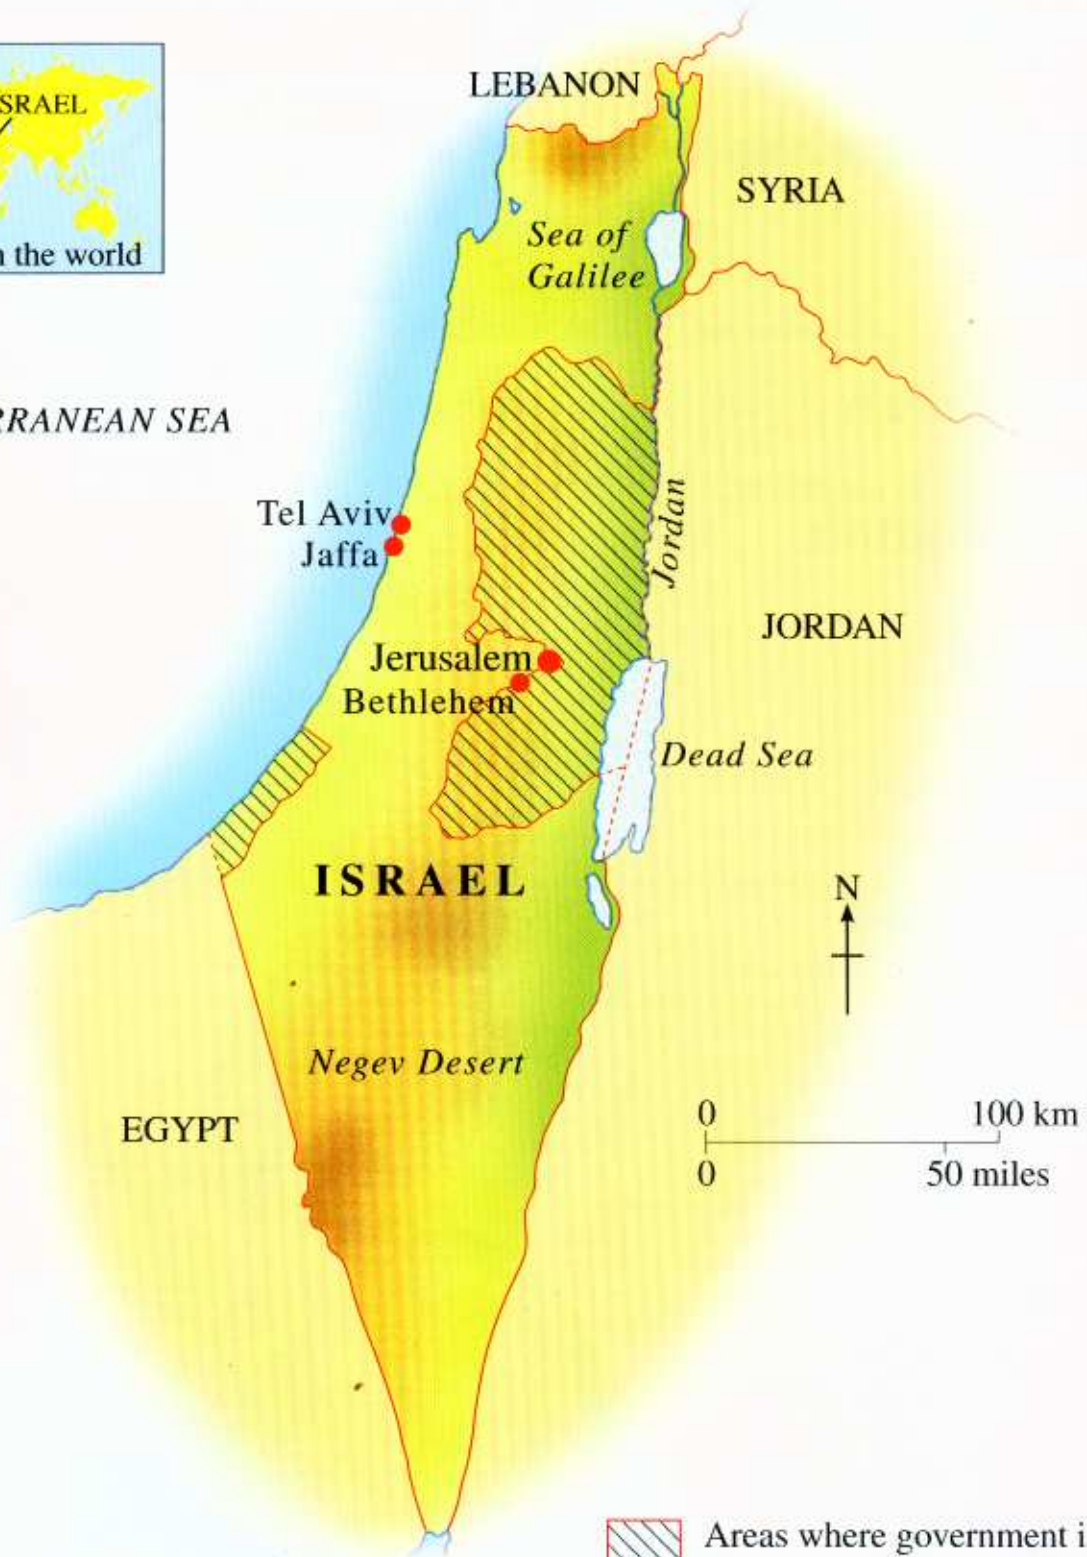 LEBANON
SRAEL
SYRIA
Sea of
Galilee
the world
RRANEAN SEA
Tel Aviv
Jaffa
Jordan
JORDAN
Jerusalem
Bethlehem
Dead Sea
ISRAEL
N
Negev Desert
EGYPT
0 100 km
0 50 miles
Areas where government i